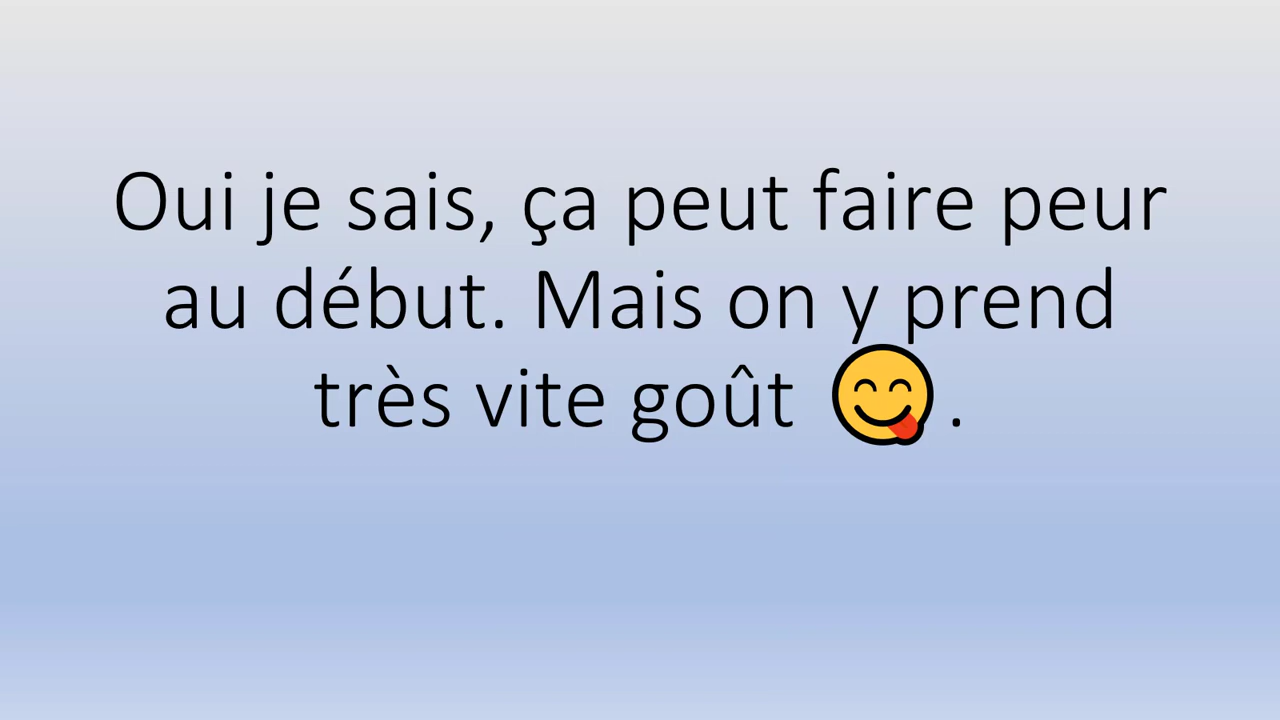 Oui je sais, ça peut faire peur
au début. Mais on y prend
très vite goût 😋.